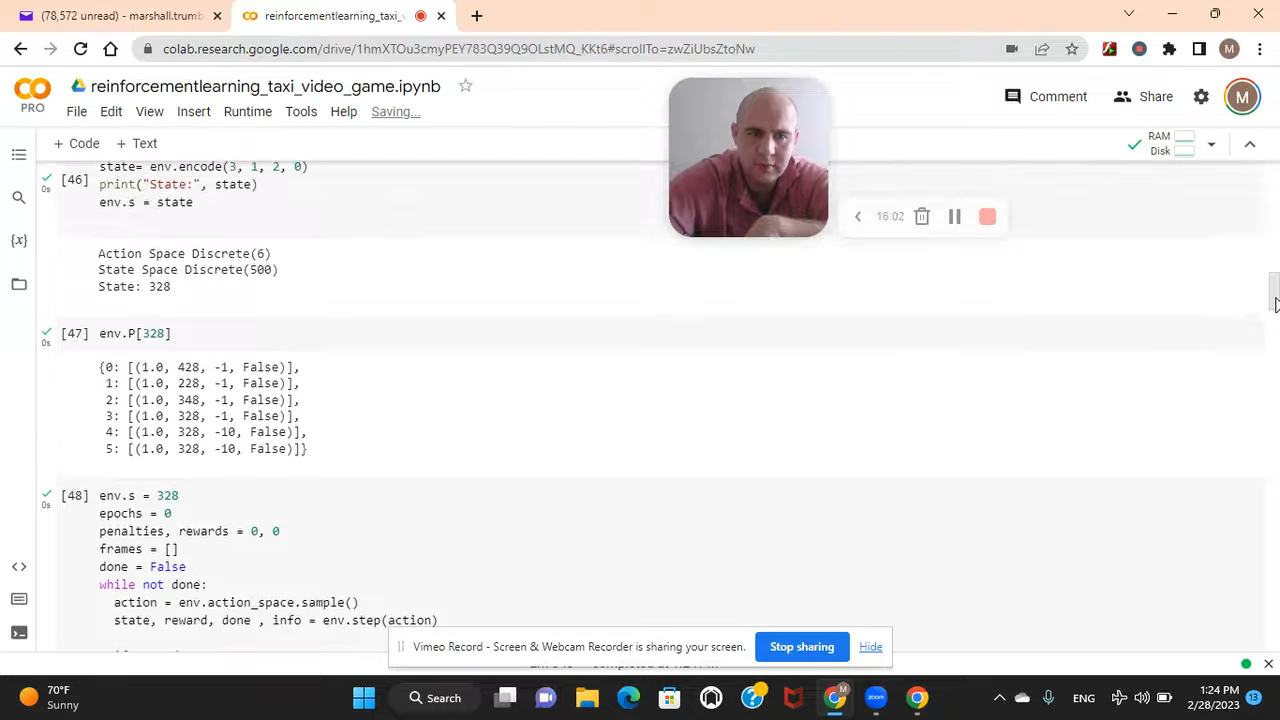 (78,572 unread) - marshall.trumb
reinforcementlearning_taxi_v
colab.research.google.com/drive/1hmXTOu3cmyPEY783Q39Q9OLstMQ_KKt6#scrollTo=zwZiUbsZtoNw
M
PRO
reinforcementlearning_taxi_video_game.ipynb
File Edit View Insert Runtime Tools Help Saving...
Comment Share M
+ Code + Text
RAM
Disk
[46] state= env.encode(3, 1, 2, 0)
0s
print("State:", state)
env.s = state
16:02
Action Space Discrete(6)
State Space Discrete(500)
State: 328
[47] env.P[328]
0s
{0: [(1.0, 428, -1, False)],
1: [(1.0, 228, -1, False)],
2: [(1.0, 348, -1, False)],
3: [(1.0, 328, -1, False)],
4: [(1.0, 328, -10, False)],
5: [(1.0, 328, -10, False)]}
[48] env.s = 328
0s
epochs = 0
penalties, rewards = 0, 0
frames = []
done = False
while not done:
action = env.action_space.sample()
state, reward, done , info = env.step(action)
Vimeo Record - Screen & Webcam Recorder is sharing your screen. Stop sharing Hide
70°F
Sunny
Search
M
zoom
ENG
1:24 PM
2/28/2023
13